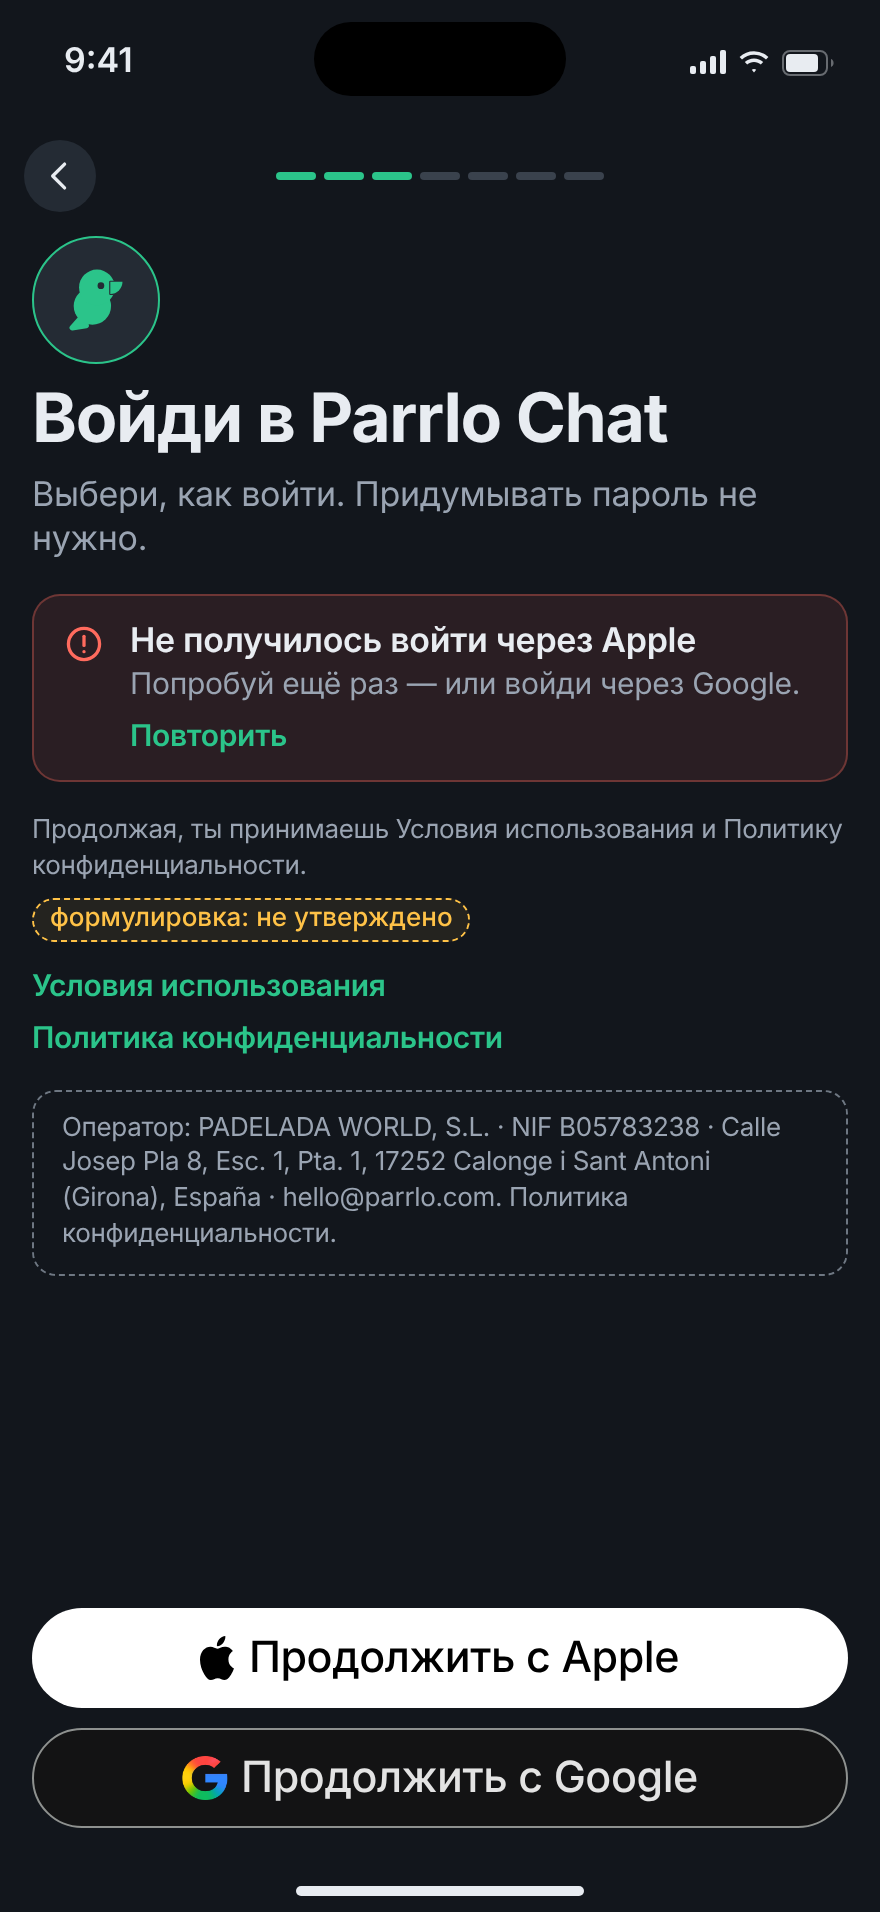 9:41
Войди в Parrlo Chat
Выбери, как войти. Придумывать пароль не
нужно.
Не получилось войти через Apple
Попробуй ещё раз — или войди через Google.
Повторить
Продолжая, ты принимаешь Условия использования и Политику
конфиденциальности.
формулировка: не утверждено
Условия использования
Политика конфиденциальности
Оператор: PADELADA WORLD, S.L. · NIF B05783238 · Calle
Josep Pla 8, Esc. 1, Pta. 1, 17252 Calonge i Sant Antoni
(Girona), España · hello@parrlo.com. Политика
конфиденциальности.
Продолжить с Apple
Продолжить с Google